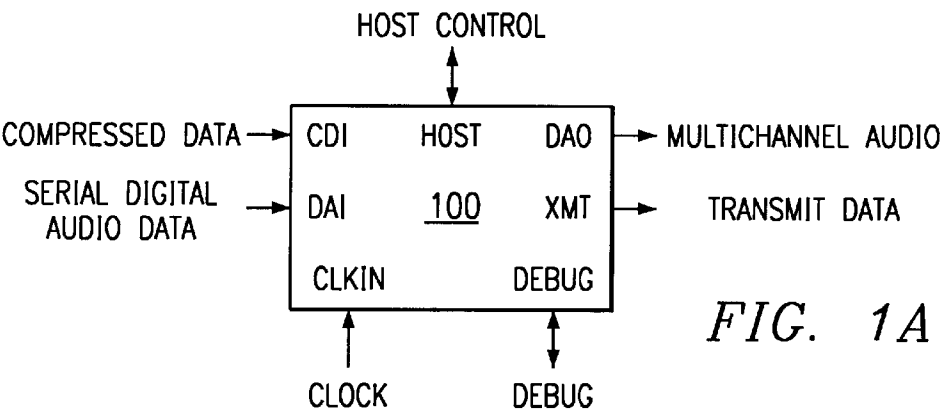 HOST CONTROL
COMPRESSED DATA
CDI
HOST
DAO
MULTICHANNEL AUDIO
SERIAL DIGITAL
AUDIO DATA
DAI
100
XMT
TRANSMIT DATA
CLKIN
DEBUG
FIG. 1A
CLOCK
DEBUG